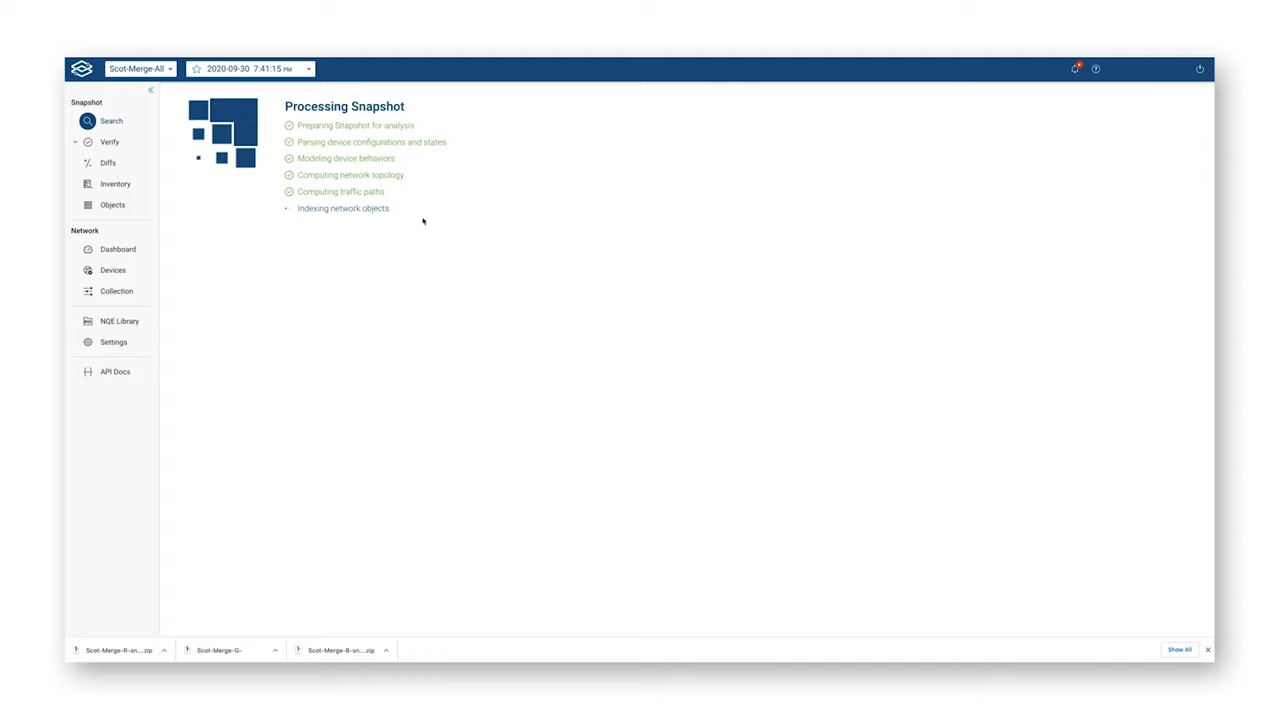 Scot-Merge-All
2020-09-30 7:41:15 PM
Snapshot
Search
Verify
Diffs
Inventory
Objects
Network
Dashboard
Devices
Collection
NQE Library
Settings
API Docs
Processing Snapshot
Preparing Snapshot for analysis
Parsing device configurations and states
Modeling device behaviors
Computing network topology
Computing traffic paths
Indexing network objects
Scot-Merge-R-sn....zip
Scot-Merge-G-
Scot-Merge-B-sn....zip
Show All